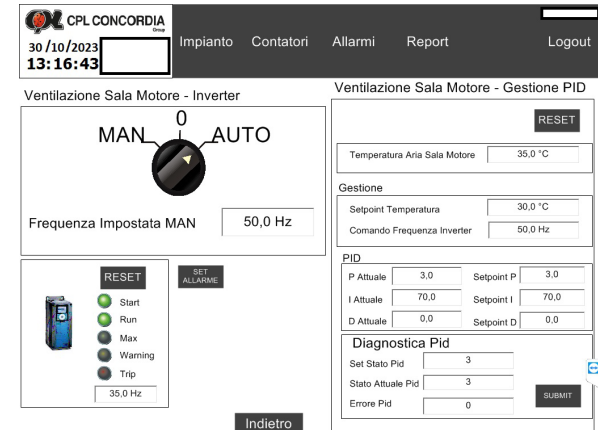 CPL CONCORDIA
Group
30/10/2023
13:16:43
Impianto Contatori Allarmi Report Logout
Ventilazione Sala Motore - Inverter
MAN 0 AUTO
Frequenza Impostata MAN 50,0 Hz
RESET
SET
ALLARME
Start
Run
Max
Warning
Trip
35,0 Hz
Indietro
Ventilazione Sala Motore - Gestione PID
RESET
Temperatura Aria Sala Motore 35,0 °C
Gestione
Setpoint Temperatura 30,0 °C
Comando Frequenza Inverter 50,0 Hz
PID
P Attuale 3,0 Setpoint P 3,0
I Attuale 70,0 Setpoint I 70,0
D Attuale 0,0 Setpoint D 0,0
Diagnostica Pid
Set Stato Pid 3
Stato Attuale Pid 3
Errore Pid 0
SUBMIT